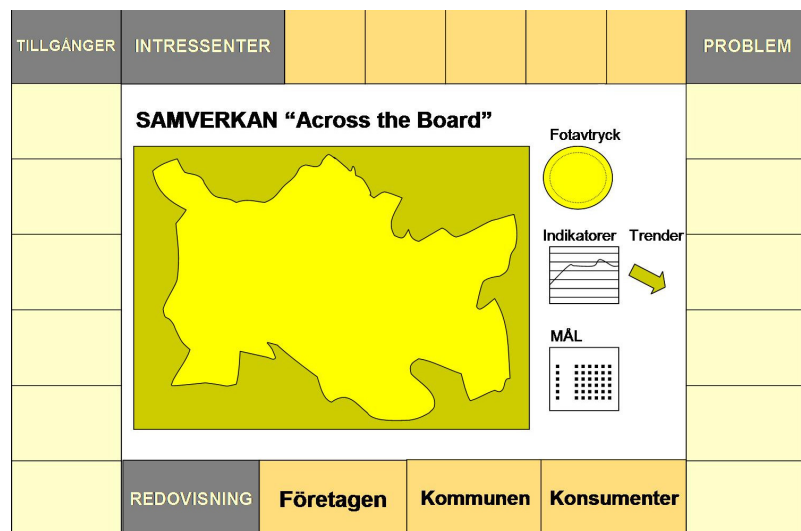 TILLGÅNGER
INTRESSENTER
PROBLEM
SAMVERKAN “Across the Board”
Fotavtryck
Indikatorer
Trender
MÅL
REDOVISNING
Företagen
Kommunen
Konsumenter